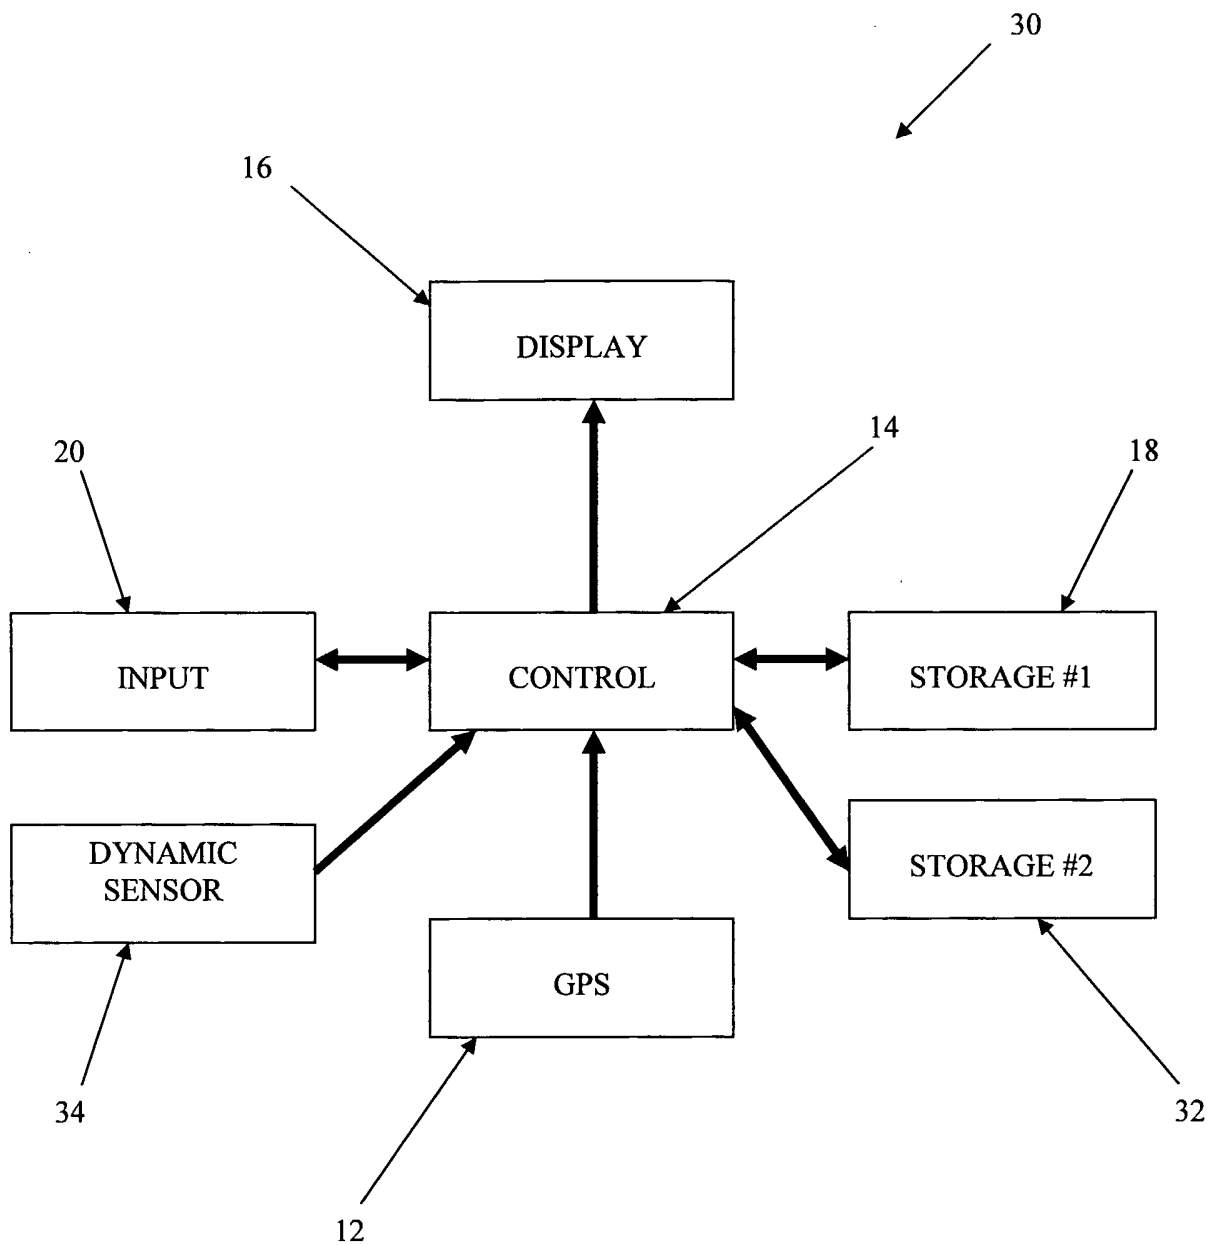 30
16
DISPLAY
14
20
18
INPUT
CONTROL
STORAGE #1
DYNAMIC
SENSOR
STORAGE #2
GPS
34
32
12